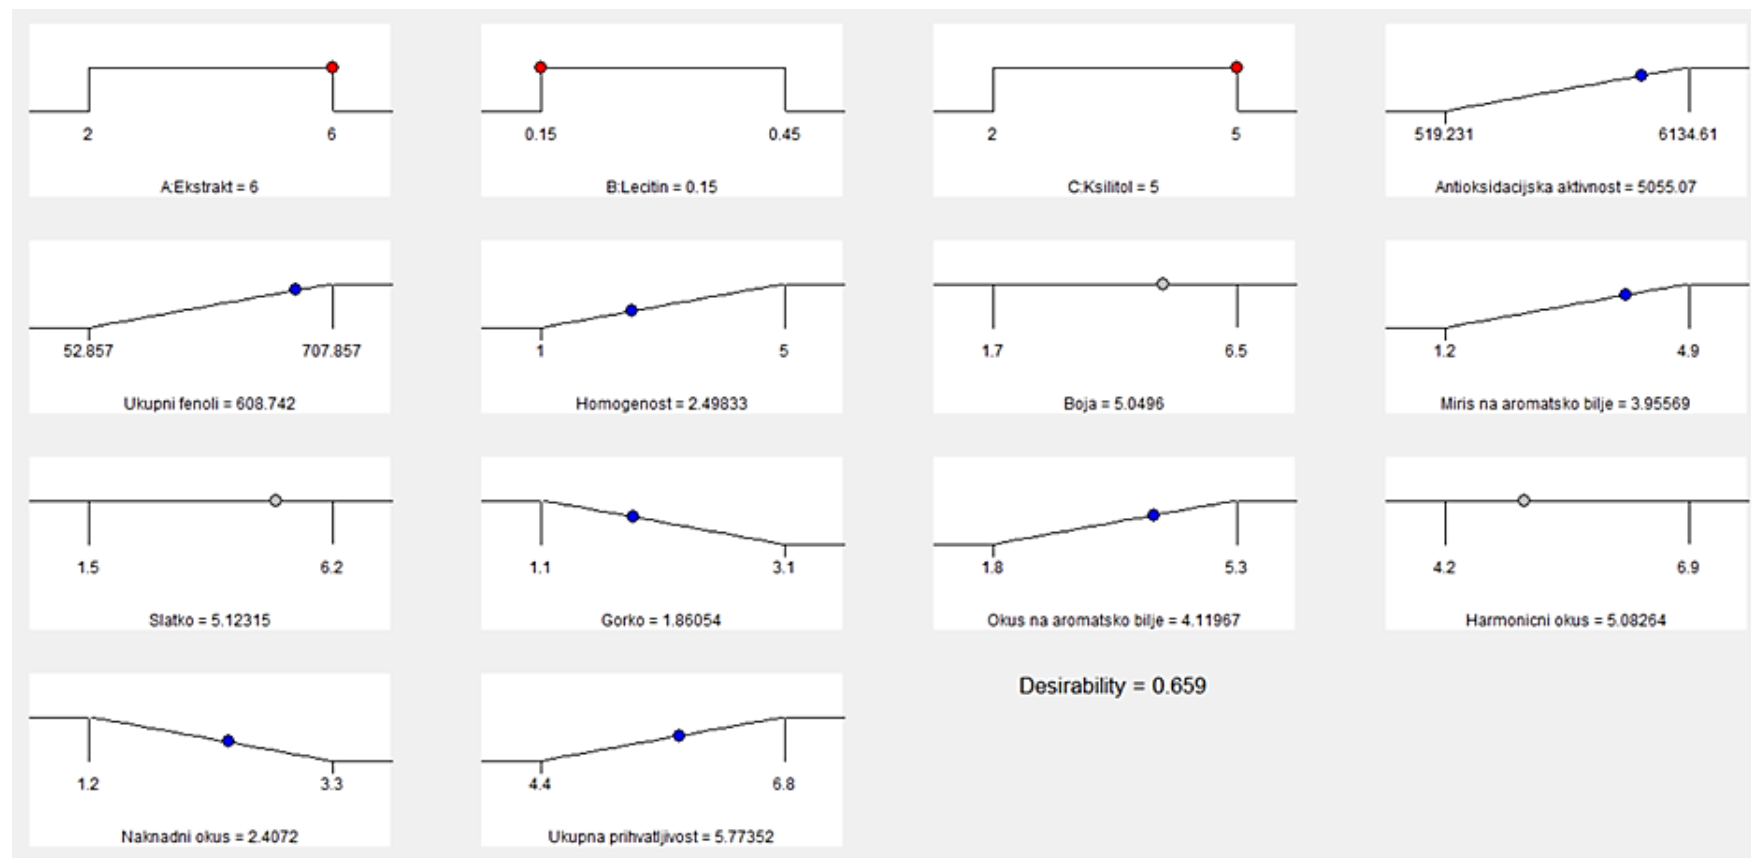 2 6
A:Ekstrakt = 6
0.15 0.45
B:Lecitin = 0.15
2 5
C:Ksilitol = 5
519.231 6134.61
Antioksidacijska aktivnost = 5055.07
52.857 707.857
Ukupni fenoli = 608.742
1 5
Homogenost = 2.49833
1.7 6.5
Boja = 5.0496
1.2 4.9
Miris na aromatsko bilje = 3.95569
1.5 6.2
Slatko = 5.12315
1.1 3.1
Gorko = 1.86054
1.8 5.3
Okus na aromatsko bilje = 4.11967
4.2 6.9
Harmonicni okus = 5.08264
1.2 3.3
Naknadni okus = 2.4072
4.4 6.8
Ukupna prihvatljivost = 5.77352
Desirability = 0.659